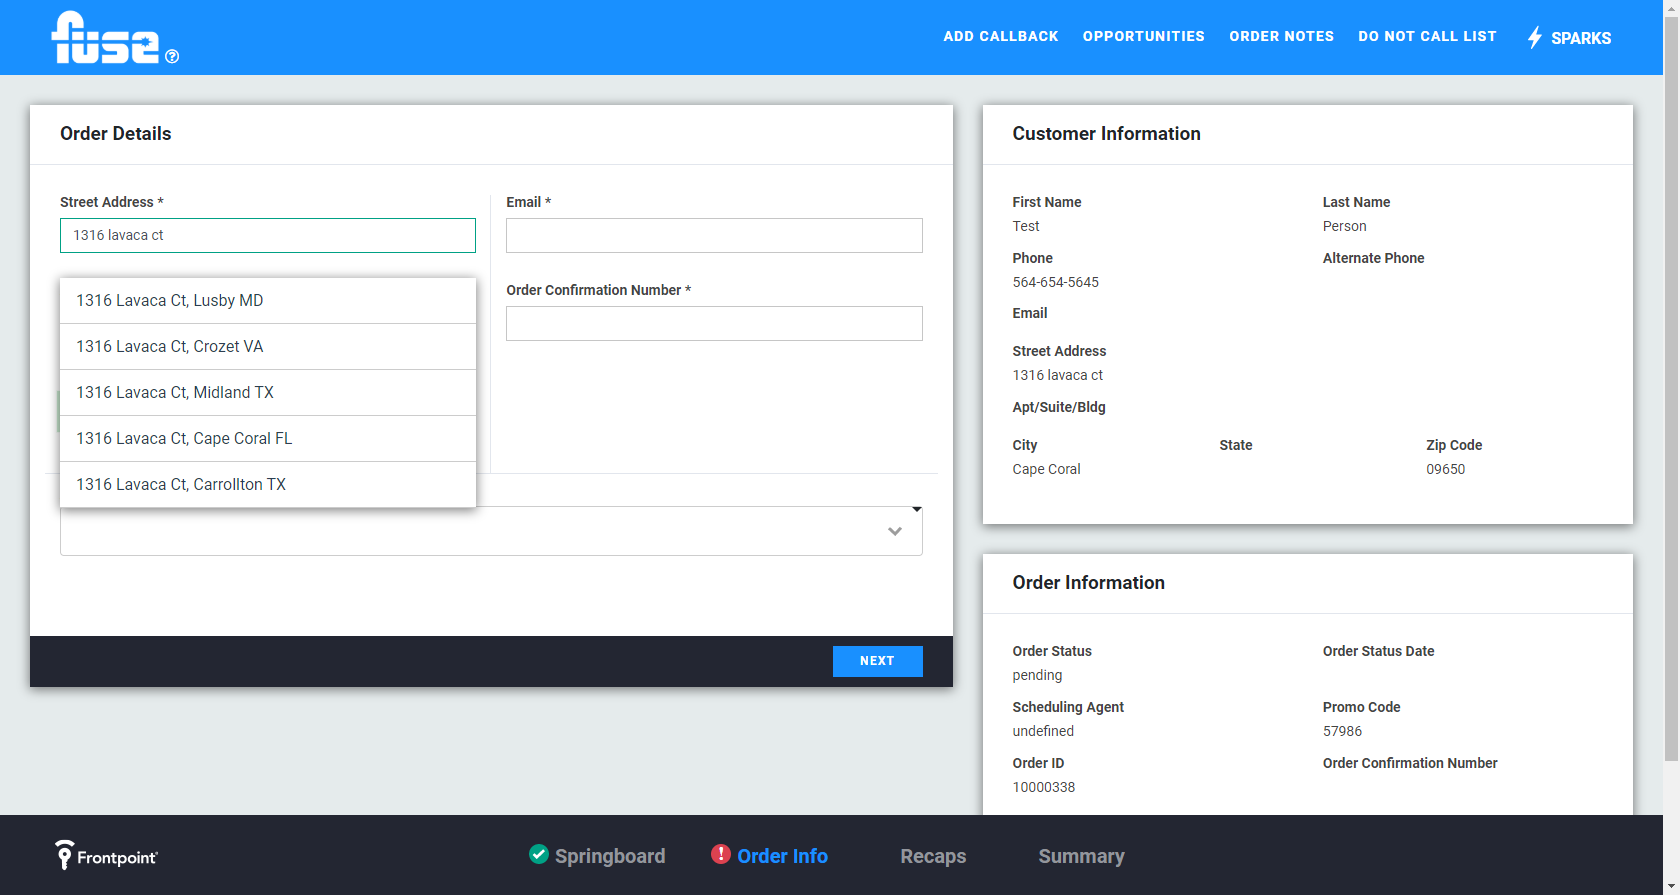 fuse
ADD CALLBACK
OPPORTUNITIES
ORDER NOTES
DO NOT CALL LIST
SPARKS
Order Details
Street Address *
1316 lavaca ct
1316 Lavaca Ct, Lusby MD
1316 Lavaca Ct, Crozet VA
1316 Lavaca Ct, Midland TX
1316 Lavaca Ct, Cape Coral FL
1316 Lavaca Ct, Carrollton TX
Email *
Order Confirmation Number *
NEXT
Customer Information
First Name
Test
Last Name
Person
Phone
564-654-5645
Alternate Phone
Email
Street Address
1316 lavaca ct
Apt/Suite/Bldg
City
Cape Coral
State
Zip Code
09650
Order Information
Order Status
pending
Order Status Date
Scheduling Agent
undefined
Promo Code
57986
Order ID
10000338
Order Confirmation Number
Frontpoint
Springboard
Order Info
Recaps
Summary